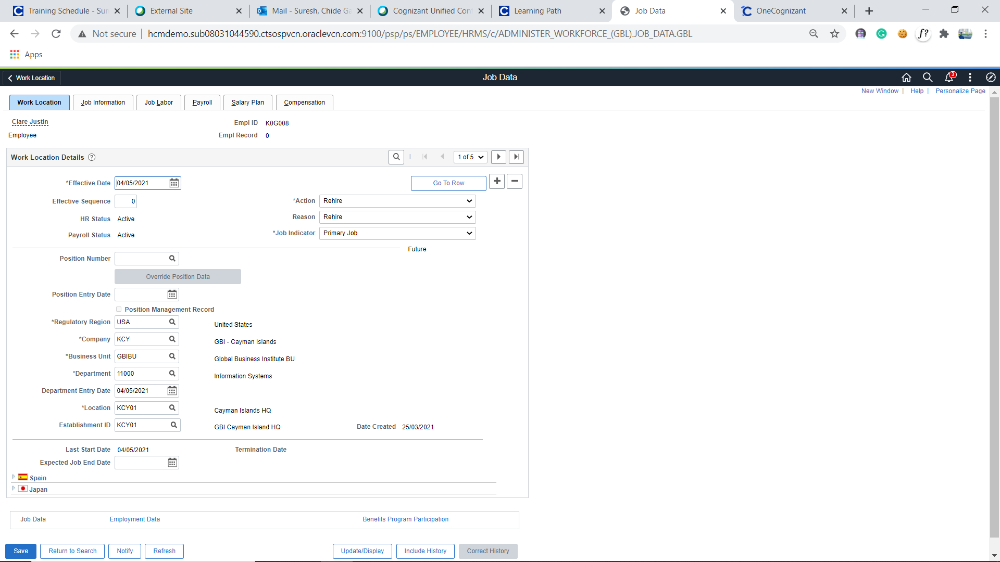 Training Schedule - Sur
External Site
Mail - Suresh, Chide Ga
Cognizant Unified Con
Learning Path
Job Data
OneCognizant
Not secure
hcmdemo.sub08031044590.ctsospvcn.oraclevcn.com:9100/psp/ps/EMPLOYEE/HRMS/c/ADMINISTER_WORKFORCE_(GBL).JOB_DATA.GBL
f?
Apps
Work Location
Job Data
3
New Window | Help | Personalize Page
Work Location
Job Information
Job Labor
Payroll
Salary Plan
Compensation
Clare Justin
Empl ID K0G008
Employee
Empl Record 0
Work Location Details ?
1 of 5
*Effective Date 04/05/2021
Go To Row
Effective Sequence 0
*Action Rehire
HR Status Active
Reason Rehire
Payroll Status Active
*Job Indicator Primary Job
Future
Position Number
Override Position Data
Position Entry Date
Position Management Record
*Regulatory Region USA United States
*Company KCY GBI - Cayman Islands
*Business Unit GBIBU Global Business Institute BU
*Department 11000 Information Systems
Department Entry Date 04/05/2021
*Location KCY01 Cayman Islands HQ
Establishment ID KCY01 GBI Cayman Island HQ
Date Created 25/03/2021
Last Start Date 04/05/2021
Termination Date
Expected Job End Date
Spain
Japan
Job Data
Employment Data
Benefits Program Participation
Save
Return to Search
Notify
Refresh
Update/Display
Include History
Correct History